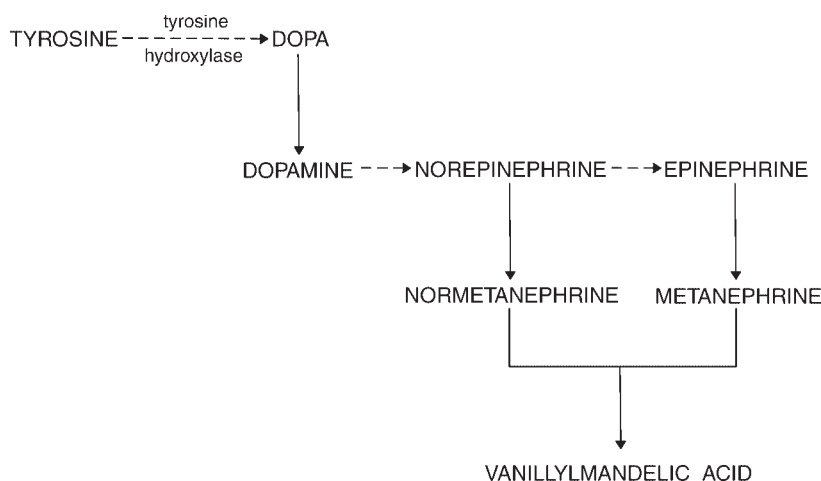 tyrosine
TYROSINE DOPA
hydroxylase
DOPAMINE NOREPINEPHRINE EPINEPHRINE
NORMETANEPHRINE METANEPHRINE
VANILLYLMANDELIC ACID